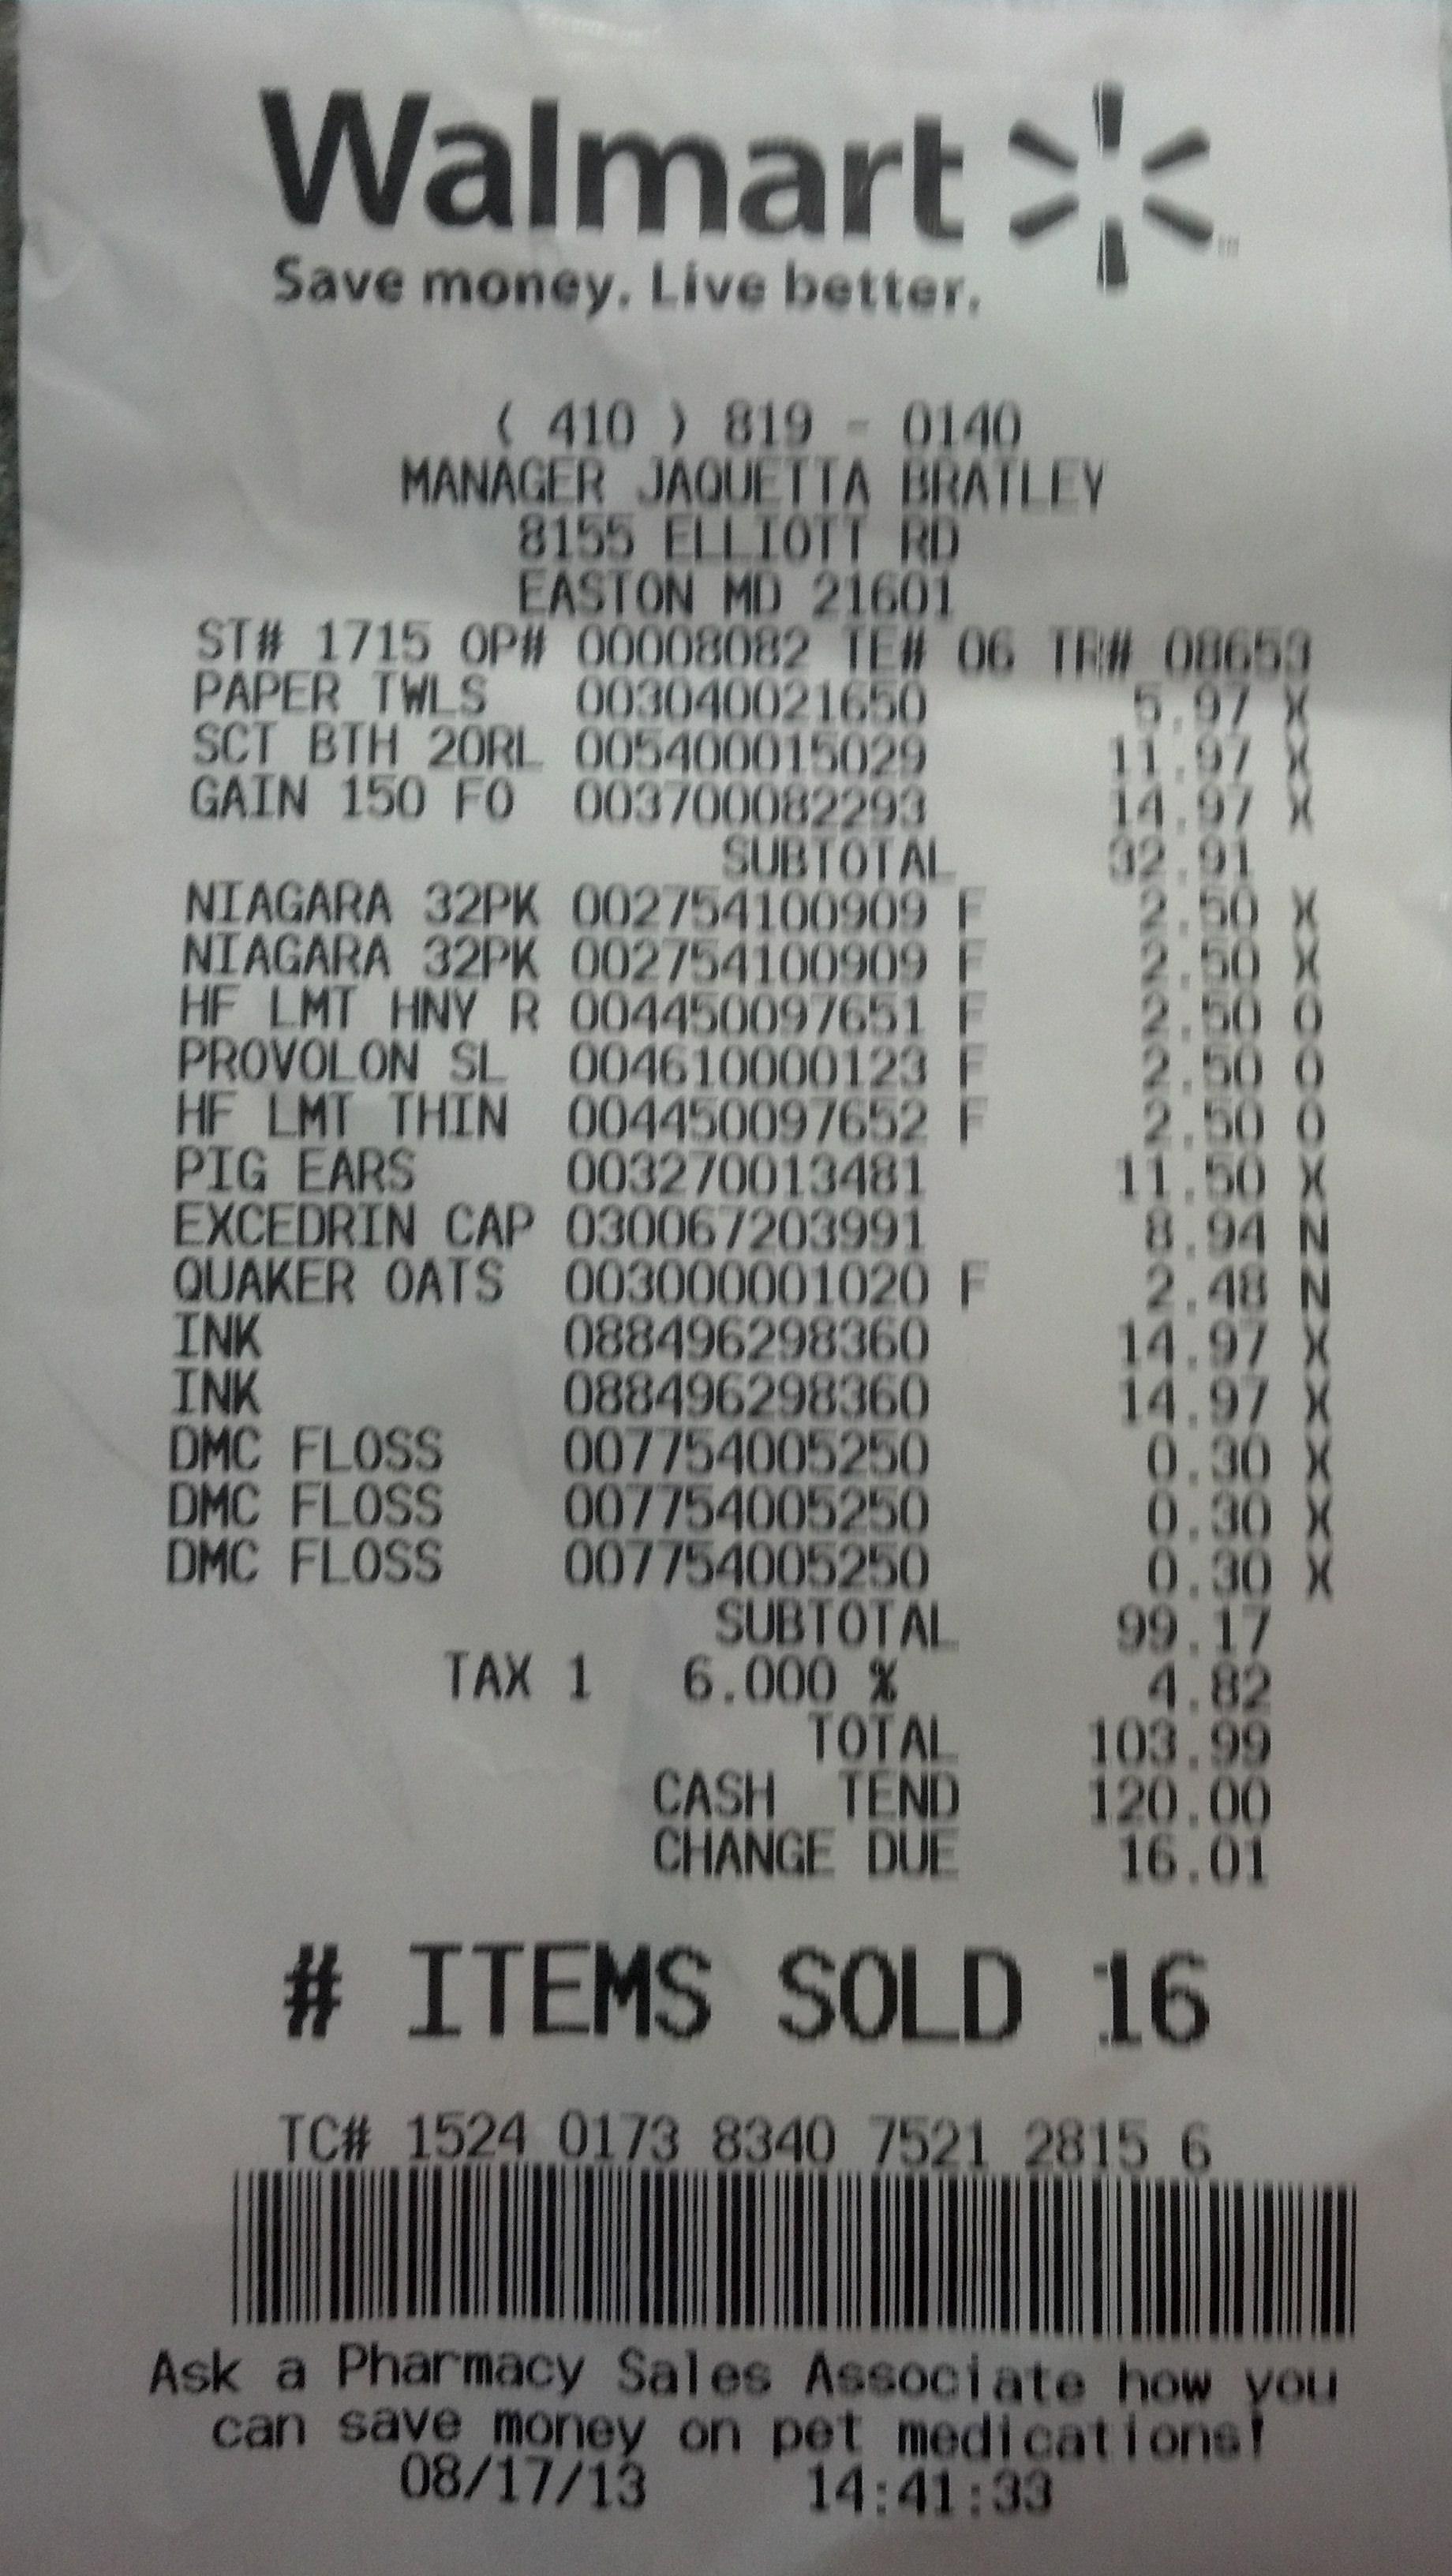 Walmart
Save money. Live better.
( 410 ) 819 - 0140
MANAGER JAQUETTA BRATLEY
8155 ELLIOTT RD
EASTON MD 21601
ST# 1715 OP# 00008082 TE# 06 TR# 08653
PAPER TWLS 003040021650 5.97 X
SCT BTH 20RL 005400015029 11.97 X
GAIN 150 FO 003700082293 14.97 X
SUBTOTAL 32.91
NIAGARA 32PK 002754100909 F 2.50 X
NIAGARA 32PK 002754100909 F 2.50 X
HF LMT HNY R 004450097651 F 2.50 O
PROVOLON SL 004610000123 F 2.50 O
HF LMT THIN 004450097652 F 2.50 O
PIG EARS 003270013481 11.50 X
EXCEDRIN CAP 030067203991 8.94 N
QUAKER OATS 003000001020 F 2.48 N
INK 088496298360 14.97 X
INK 088496298360 14.97 X
DMC FLOSS 007754005250 0.30 X
DMC FLOSS 007754005250 0.30 X
DMC FLOSS 007754005250 0.30 X
SUBTOTAL 99.17
TAX 1 6.000 % 4.82
TOTAL 103.99
CASH TEND 120.00
CHANGE DUE 16.01
# ITEMS SOLD 16
TC# 1524 0173 8340 7521 2815 6
Ask a Pharmacy Sales Associate how you
can save money on pet medications!
08/17/13 14:41:33